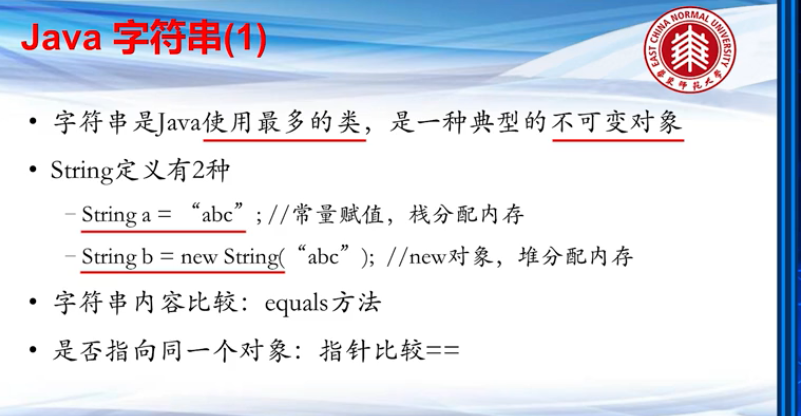 Java 字符串(1)
EAST CHINA NORMAL UNIVERSITY
華東师范大学
• 字符串是Java使用最多的类，是一种典型的不可变对象
• String定义有2种
–String a = “abc”; //常量赋值，栈分配内存
–String b = new String(“abc”); //new对象，堆分配内存
• 字符串内容比较：equals方法
• 是否指向同一个对象：指针比较==